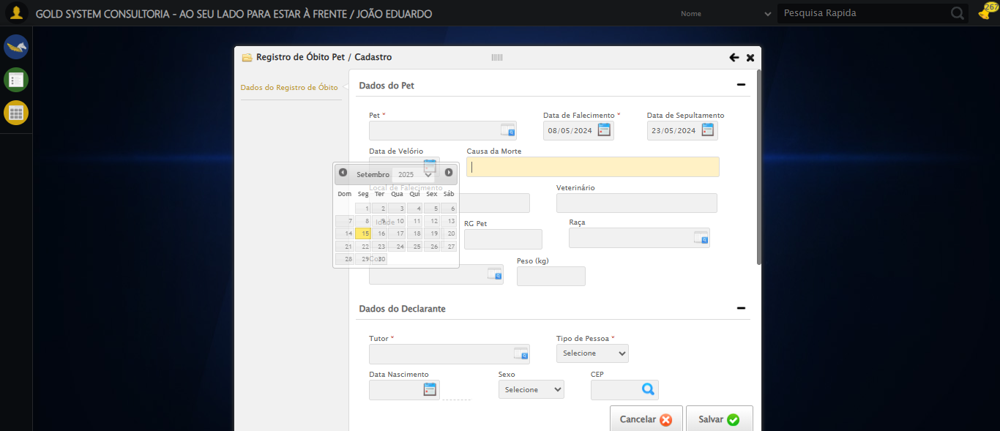 GOLD SYSTEM CONSULTORIA - AO SEU LADO PARA ESTAR À FRENTE / JOÃO EDUARDO
Nome
Pesquisa Rapida
267
Registro de Óbito Pet / Cadastro
Dados do Registro de Óbito
Dados do Pet
Pet *
Data de Falecimento *
Data de Sepultamento
08/05/2024
23/05/2024
Data de Velório
Causa da Morte
Setembro 2025
Local de Falecimento
Veterinário
Dom Seg Ter Qua Qui Sex Sáb
1 2 3 4 5 6
7 8 9 10 11 12 13
14 15 16 17 18 19 20
21 22 23 24 25 26 27
28 29 30
Idade
RG Pet
Raça
Cor
Peso (kg)
Dados do Declarante
Tutor *
Tipo de Pessoa *
Selecione
Data Nascimento
Sexo
CEP
Selecione
Cancelar
Salvar